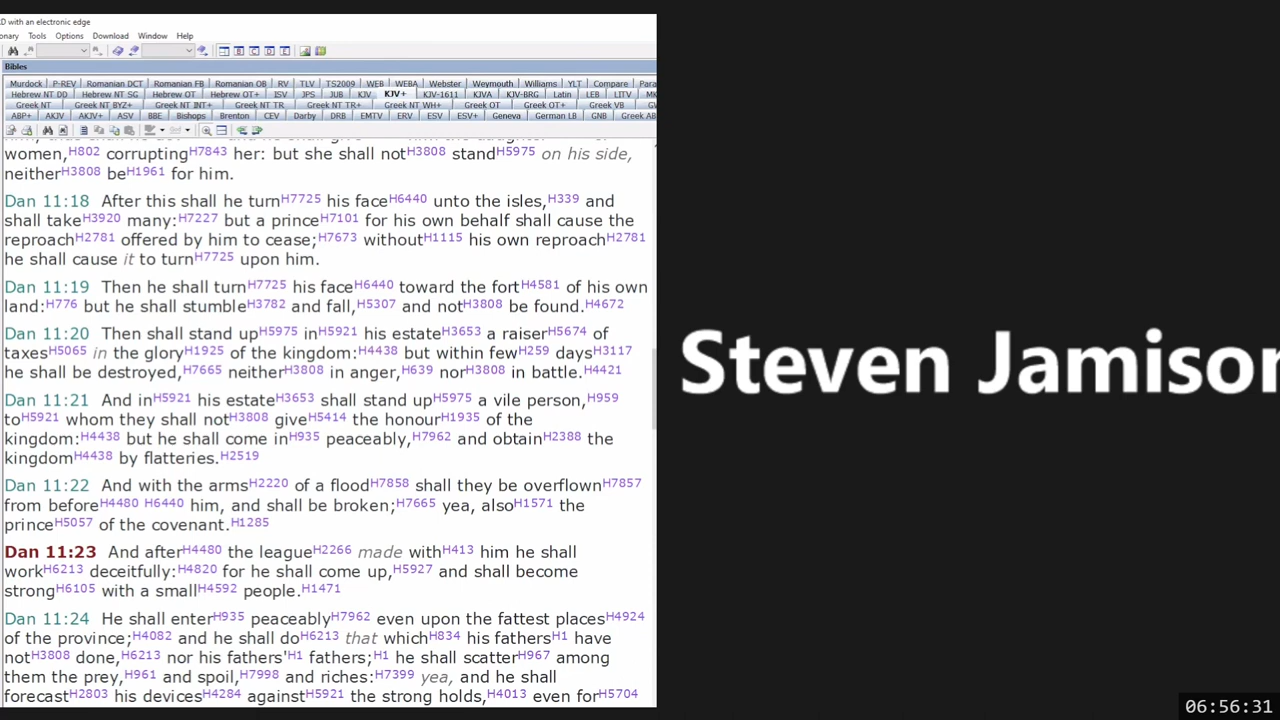 D with an electronic edge
onary Tools Options Download Window Help
Bibles
Murdock P-REV Romanian DCT Romanian FB Romanian OB RV TLV TS2009 WEB WEBA Webster Weymouth Williams YLT Compare Para
Hebrew NT DD Hebrew NT SG Hebrew OT Hebrew OT+ ISV JPS JUB KJV KJV+ KJV-1611 KJVA KJV-BRG Latin LEB LITV MK
Greek NT Greek NT BYZ+ Greek NT INT+ Greek NT TR Greek NT TR+ Greek NT WH+ Greek OT Greek OT+ Greek VB GV
ABP+ AKJV AKJV+ ASV BBE Bishops Brenton CEV Darby DRB EMTV ERV ESV ESV+ Geneva German LB GNB Greek AB
women,H802 corruptingH7843 her: but she shall notH3808 standH5975 on his side,
neitherH3808 beH1961 for him.
Dan 11:18 After this shall he turnH7725 his faceH6440 unto the isles,H339 and
shall takeH3920 many:H7227 but a princeH7101 for his own behalf shall cause the
reproachH2781 offered by him to cease;H7673 withoutH1115 his own reproachH2781
he shall cause it to turnH7725 upon him.
Dan 11:19 Then he shall turnH7725 his faceH6440 toward the fortH4581 of his own
land:H776 but he shall stumbleH3782 and fall,H5307 and notH3808 be found.H4672
Dan 11:20 Then shall stand upH5975 inH5921 his estateH3653 a raiserH5674 of
taxesH5065 in the gloryH1925 of the kingdom:H4438 but within fewH259 daysH3117
he shall be destroyed,H7665 neitherH3808 in anger,H639 norH3808 in battle.H4421
Dan 11:21 And inH5921 his estateH3653 shall stand upH5975 a vile person,H959
toH5921 whom they shall notH3808 giveH5414 the honourH1935 of the
kingdom:H4438 but he shall come inH935 peaceably,H7962 and obtainH2388 the
kingdomH4438 by flatteries.H2519
Dan 11:22 And with the armsH2220 of a floodH7858 shall they be overflownH7857
from beforeH4480 H6440 him, and shall be broken;H7665 yea, alsoH1571 the
princeH5057 of the covenant.H1285
Dan 11:23 And afterH4480 the leagueH2266 made withH413 him he shall
workH6213 deceitfully:H4820 for he shall come up,H5927 and shall become
strongH6105 with a smallH4592 people.H1471
Dan 11:24 He shall enterH935 peaceablyH7962 even upon the fattest placesH4924
of the province;H4082 and he shall doH6213 that whichH834 his fathersH1 have
notH3808 done,H6213 nor his fathers'H1 fathers;H1 he shall scatterH967 among
them the prey,H961 and spoil,H7998 and riches:H7399 yea, and he shall
forecastH2803 his devicesH4284 againstH5921 the strong holds,H4013 even forH5704
Steven Jamison
06:56:31